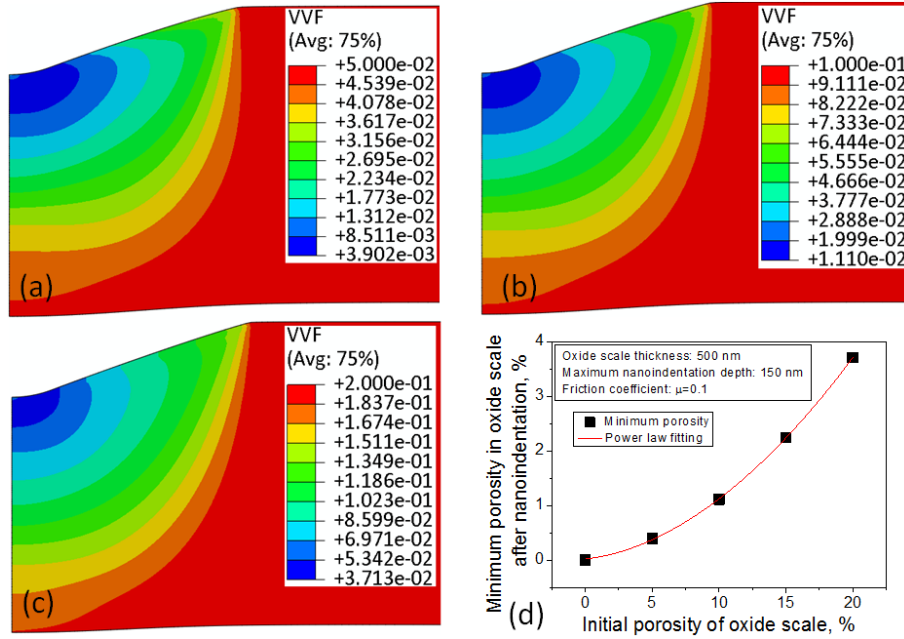 VVF
(Avg: 75%)
+5.000e-02
+4.539e-02
+4.078e-02
+3.617e-02
+3.156e-02
+2.695e-02
+2.234e-02
+1.773e-02
+1.312e-02
+8.511e-03
+3.902e-03
(a)
VVF
(Avg: 75%)
+1.000e-01
+9.111e-02
+8.222e-02
+7.333e-02
+6.444e-02
+5.555e-02
+4.666e-02
+3.777e-02
+2.888e-02
+1.999e-02
+1.110e-02
(b)
VVF
(Avg: 75%)
+2.000e-01
+1.837e-01
+1.674e-01
+1.511e-01
+1.349e-01
+1.186e-01
+1.023e-01
+8.599e-02
+6.971e-02
+5.342e-02
+3.713e-02
(c)
Minimum porosity in oxide scale
after nanoindentation, %
4
3
2
1
0
Oxide scale thickness: 500 nm
Maximum nanoindentation depth: 150 nm
Friction coefficient: μ=0.1
Minimum porosity
Power law fitting
0 5 10 15 20
Initial porosity of oxide scale, %
(d)